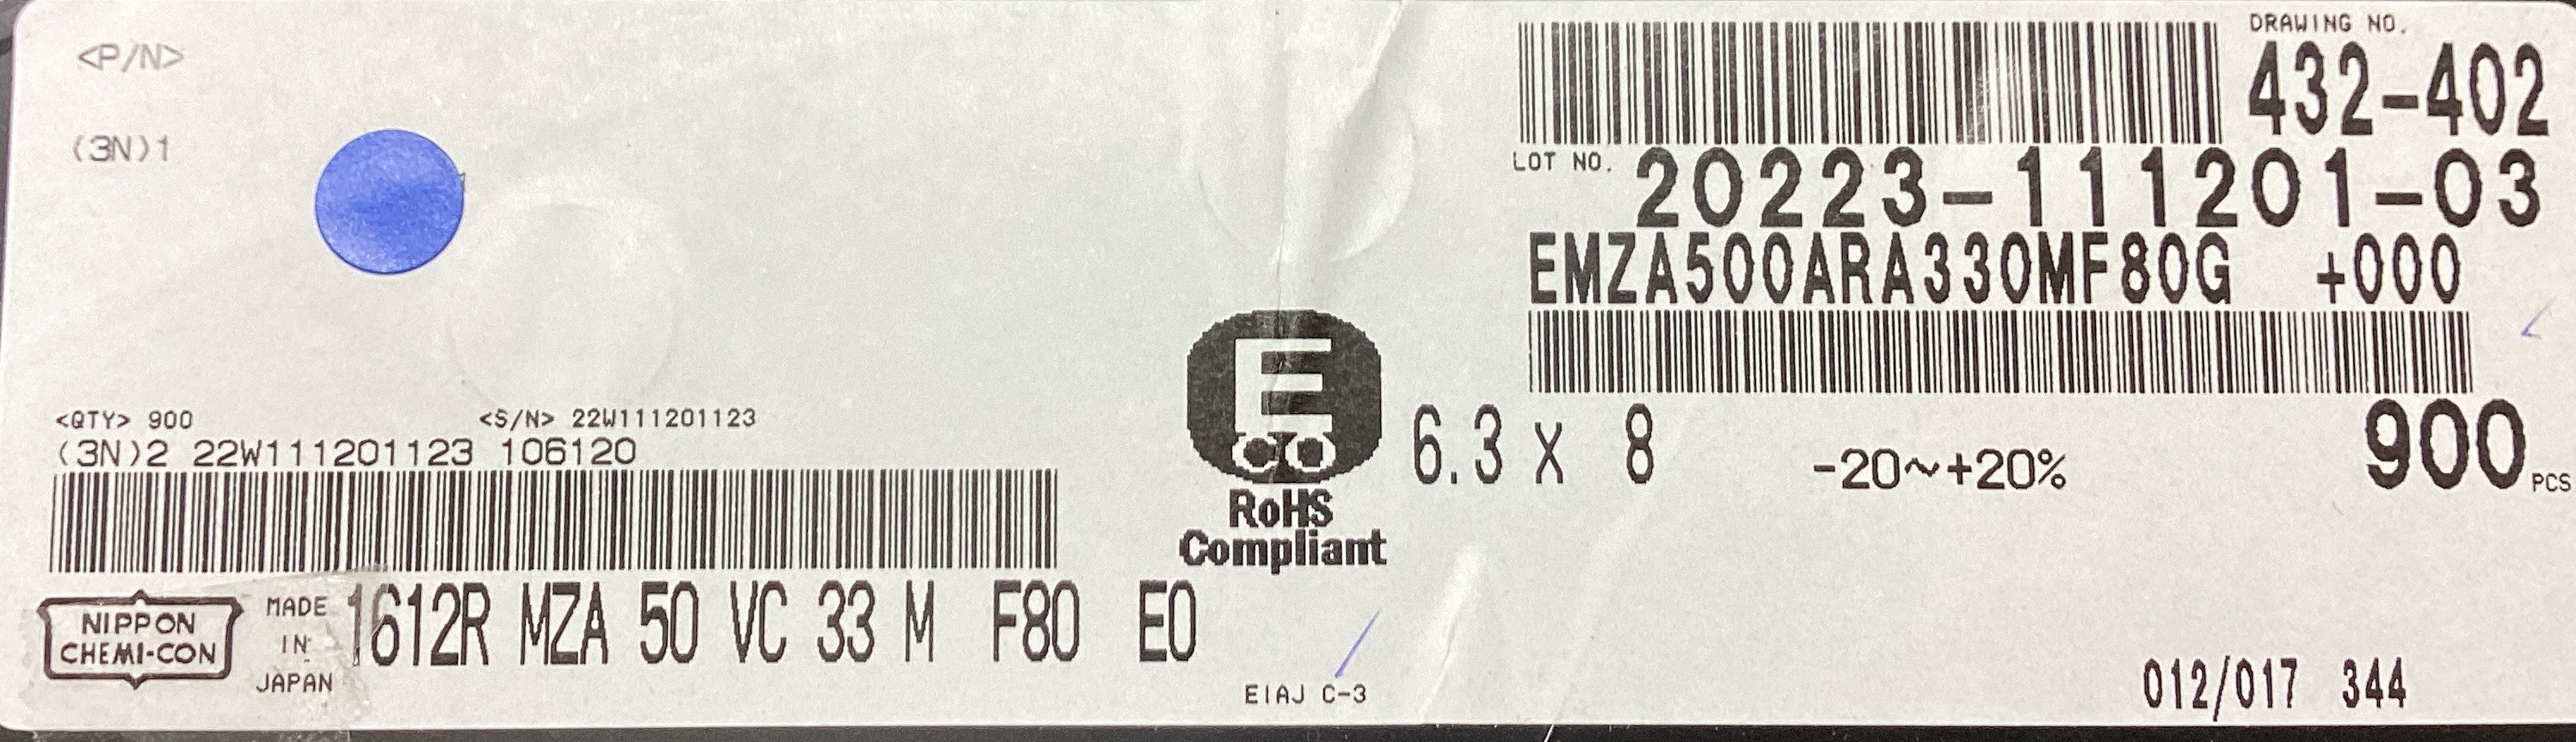 <P/N>
(3N)1
DRAWING NO.
432-402
LOT NO. 20223-111201-03
EMZA500ARA330MF80G +000
<QTY> 900 <S/N> 22W111201123
(3N)2 22W111201123 106120
E
RoHS
Compliant
6.3 x 8 -20~+20% 900 PCS
NIPPON
CHEMI-CON
MADE
IN
JAPAN
1612R MZA 50 VC 33 M F80 E0
EIAJ C-3
012/017 344